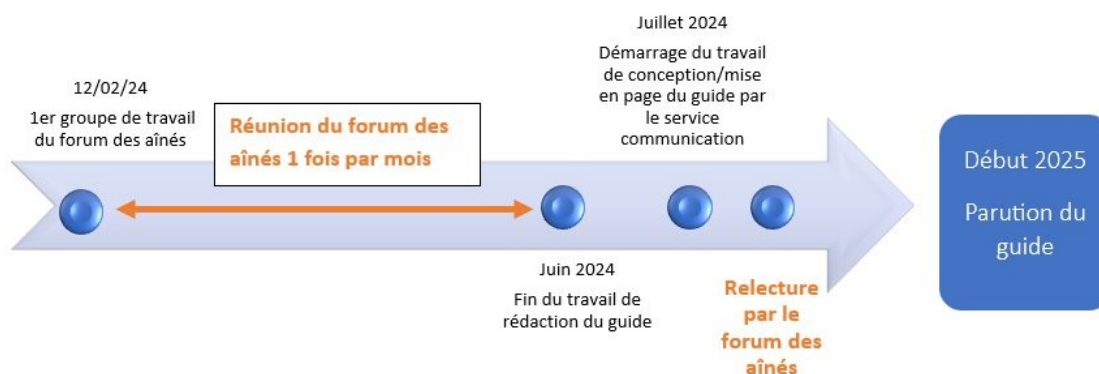 12/02/24
1er groupe de travail
du forum des aînés
Réunion du forum des
aînés 1 fois par mois
Juin 2024
Fin du travail de
rédaction du guide
Juillet 2024
Démarrage du travail
de conception/mise
en page du guide par
le service
communication
Relecture
par le
forum des
aînés
Début 2025
Parution du
guide